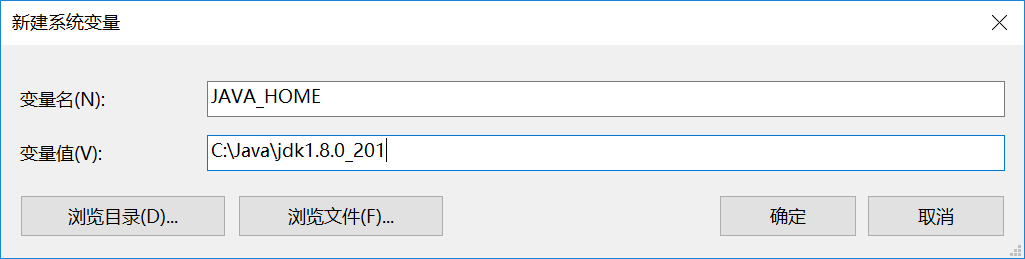 新建系统变量
变量名(N):
JAVA_HOME
变量值(V):
C:\Java\jdk1.8.0_201
浏览目录(D)...
浏览文件(F)...
确定
取消